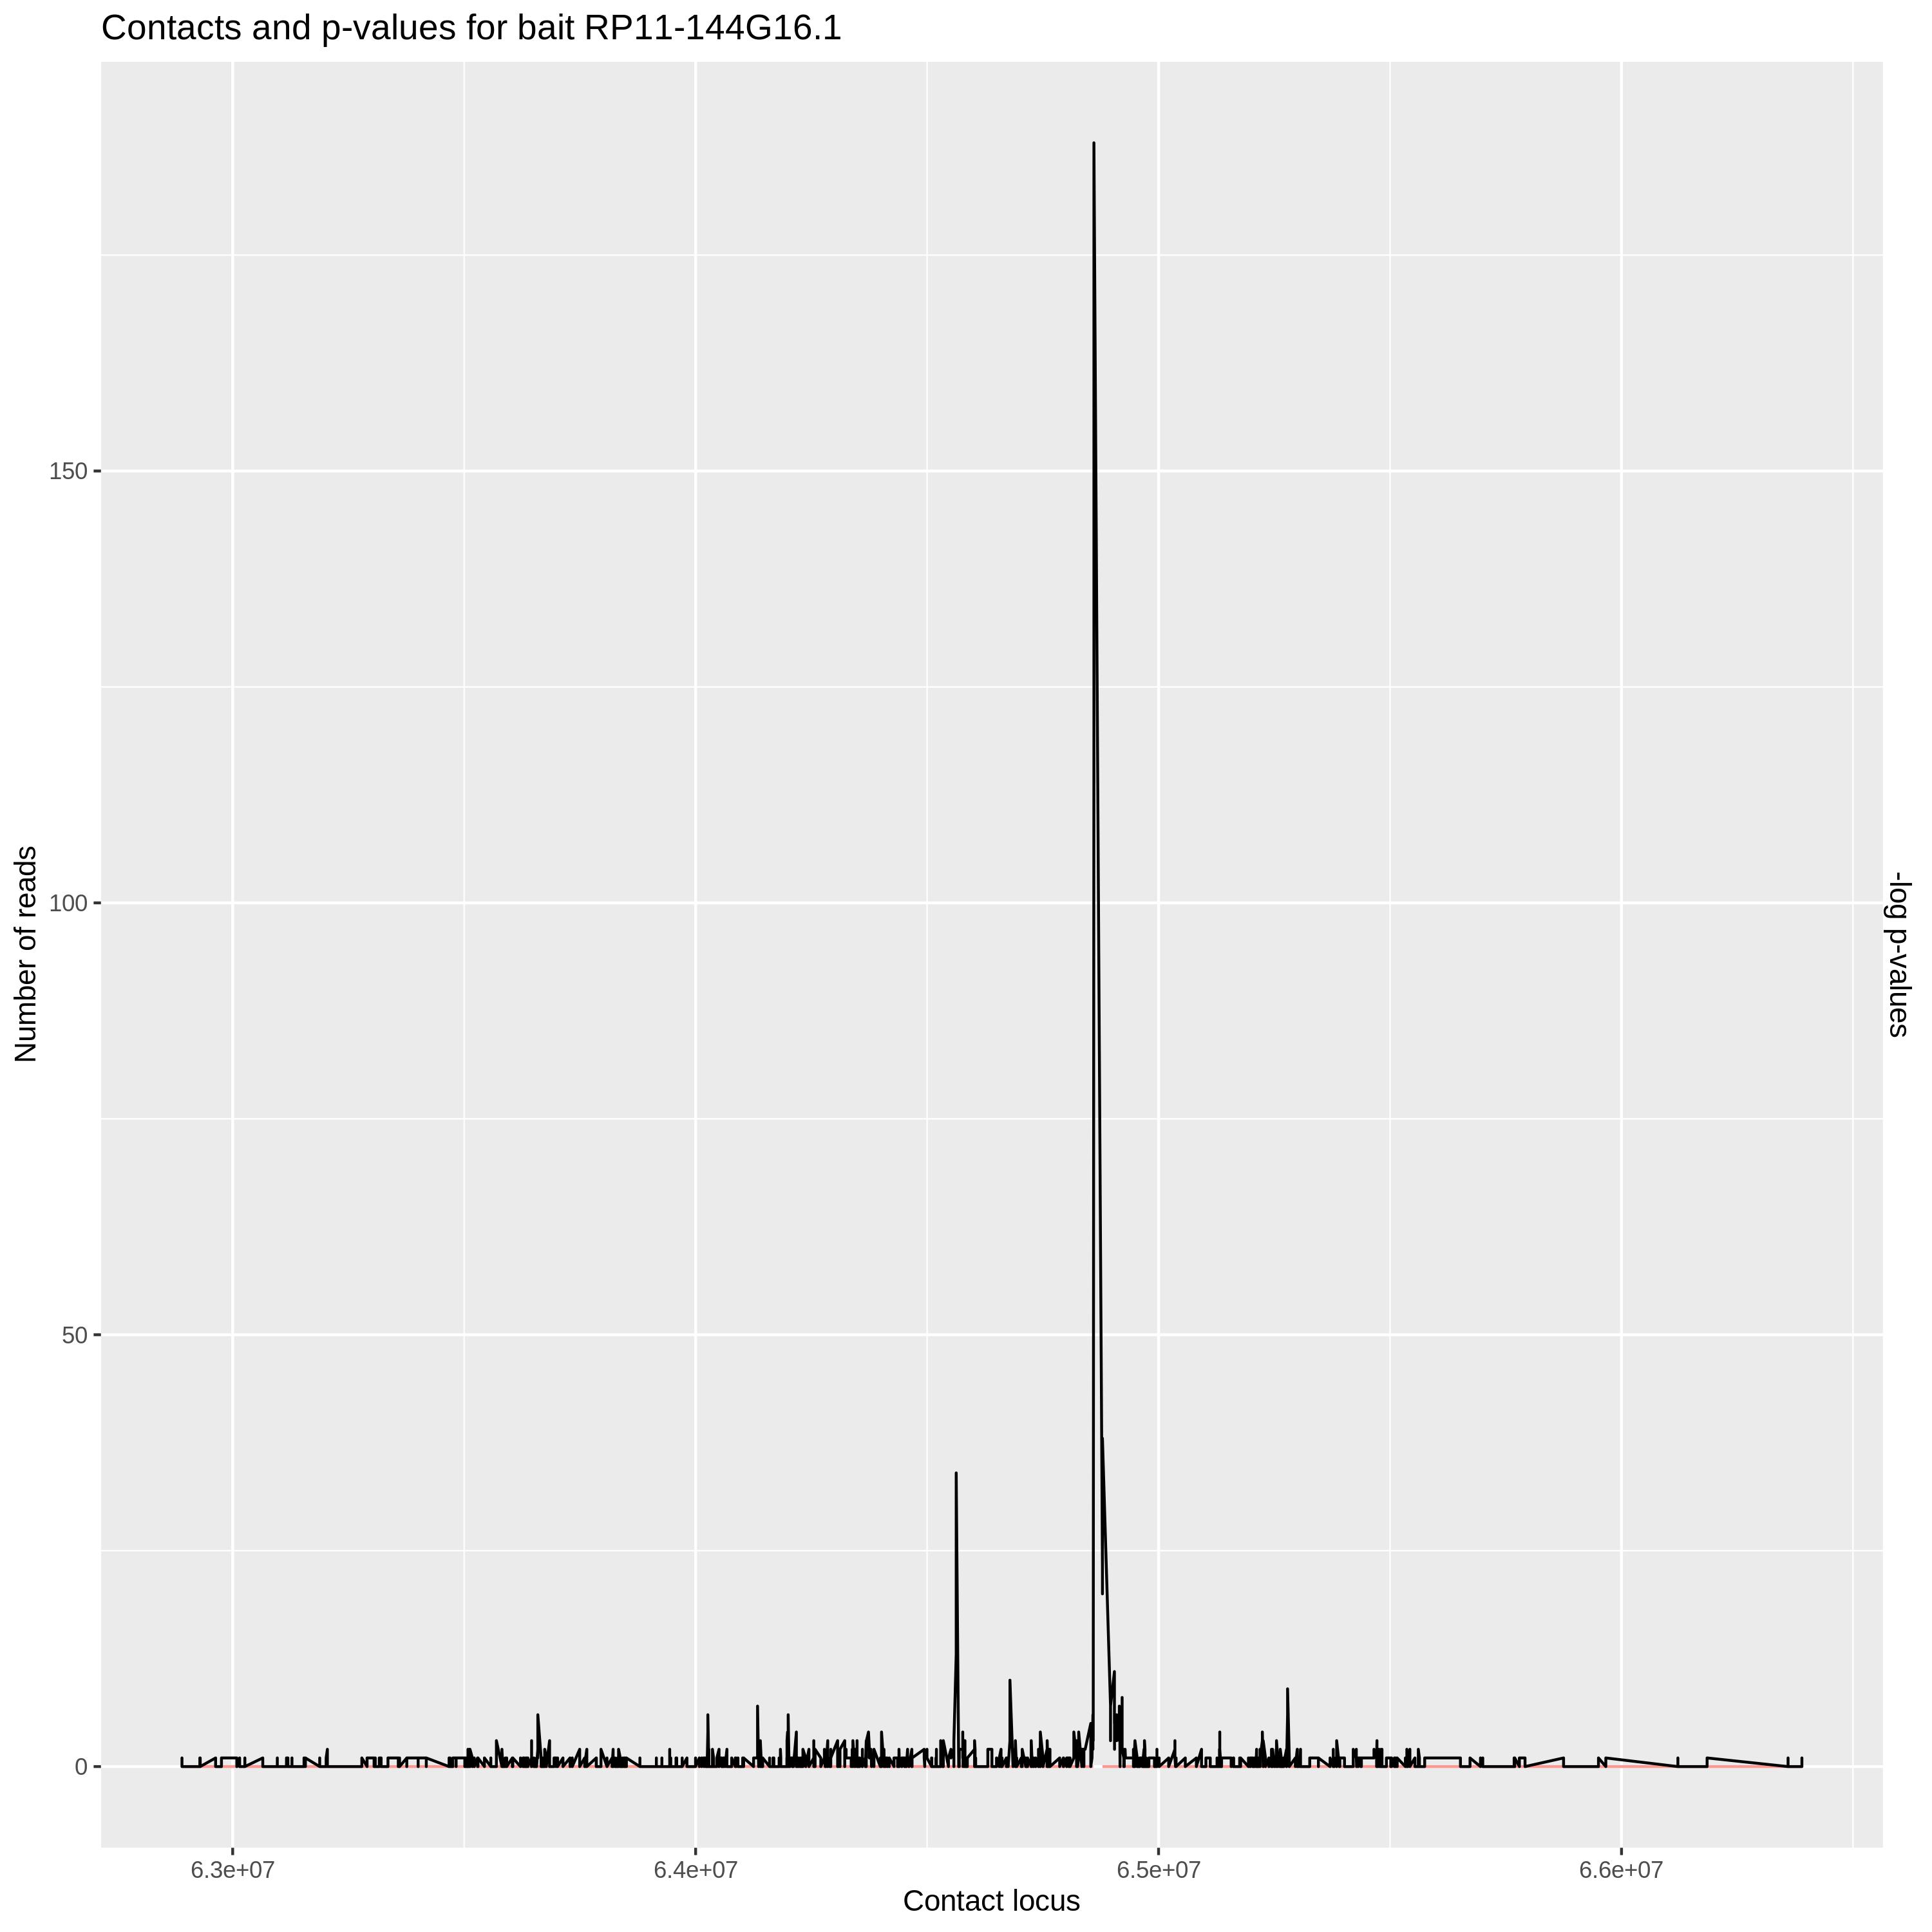 Contacts and p-values for bait RP11-144G16.1
150
100
50
0
Number of reads
-log p-values
6.3e+07
6.4e+07
6.5e+07
6.6e+07
Contact locus